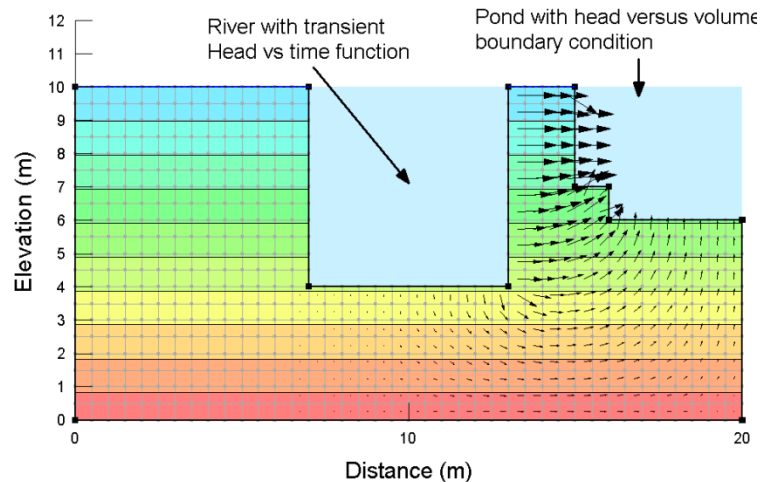 River with transient
Head vs time function
Pond with head versus volume
boundary condition
Elevation (m)
12
11
10
9
8
7
6
5
4
3
2
1
0
0
10
20
Distance (m)